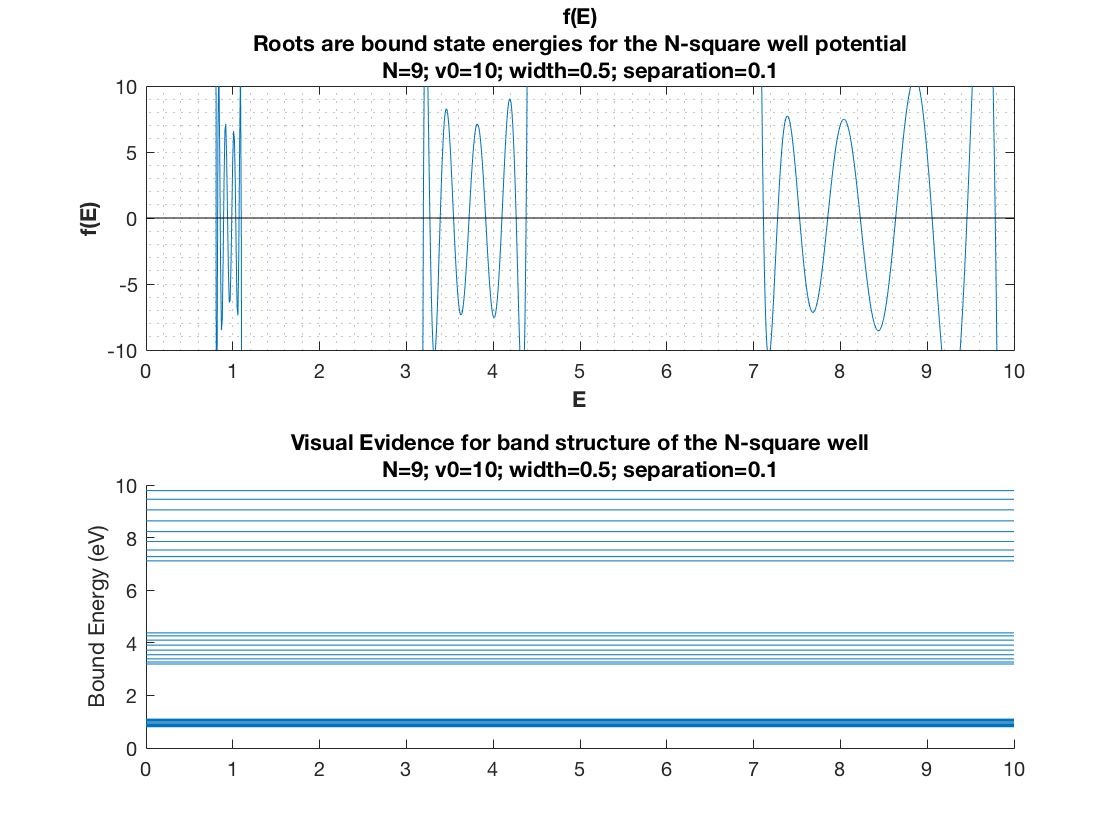 f(E)
Roots are bound state energies for the N-square well potential
N=9; v0=10; width=0.5; separation=0.1
10
5
0
-5
-10
f(E)
0 1 2 3 4 5 6 7 8 9 10
E
Visual Evidence for band structure of the N-square well
N=9; v0=10; width=0.5; separation=0.1
10
8
6
4
2
0
Bound Energy (eV)
0 1 2 3 4 5 6 7 8 9 10